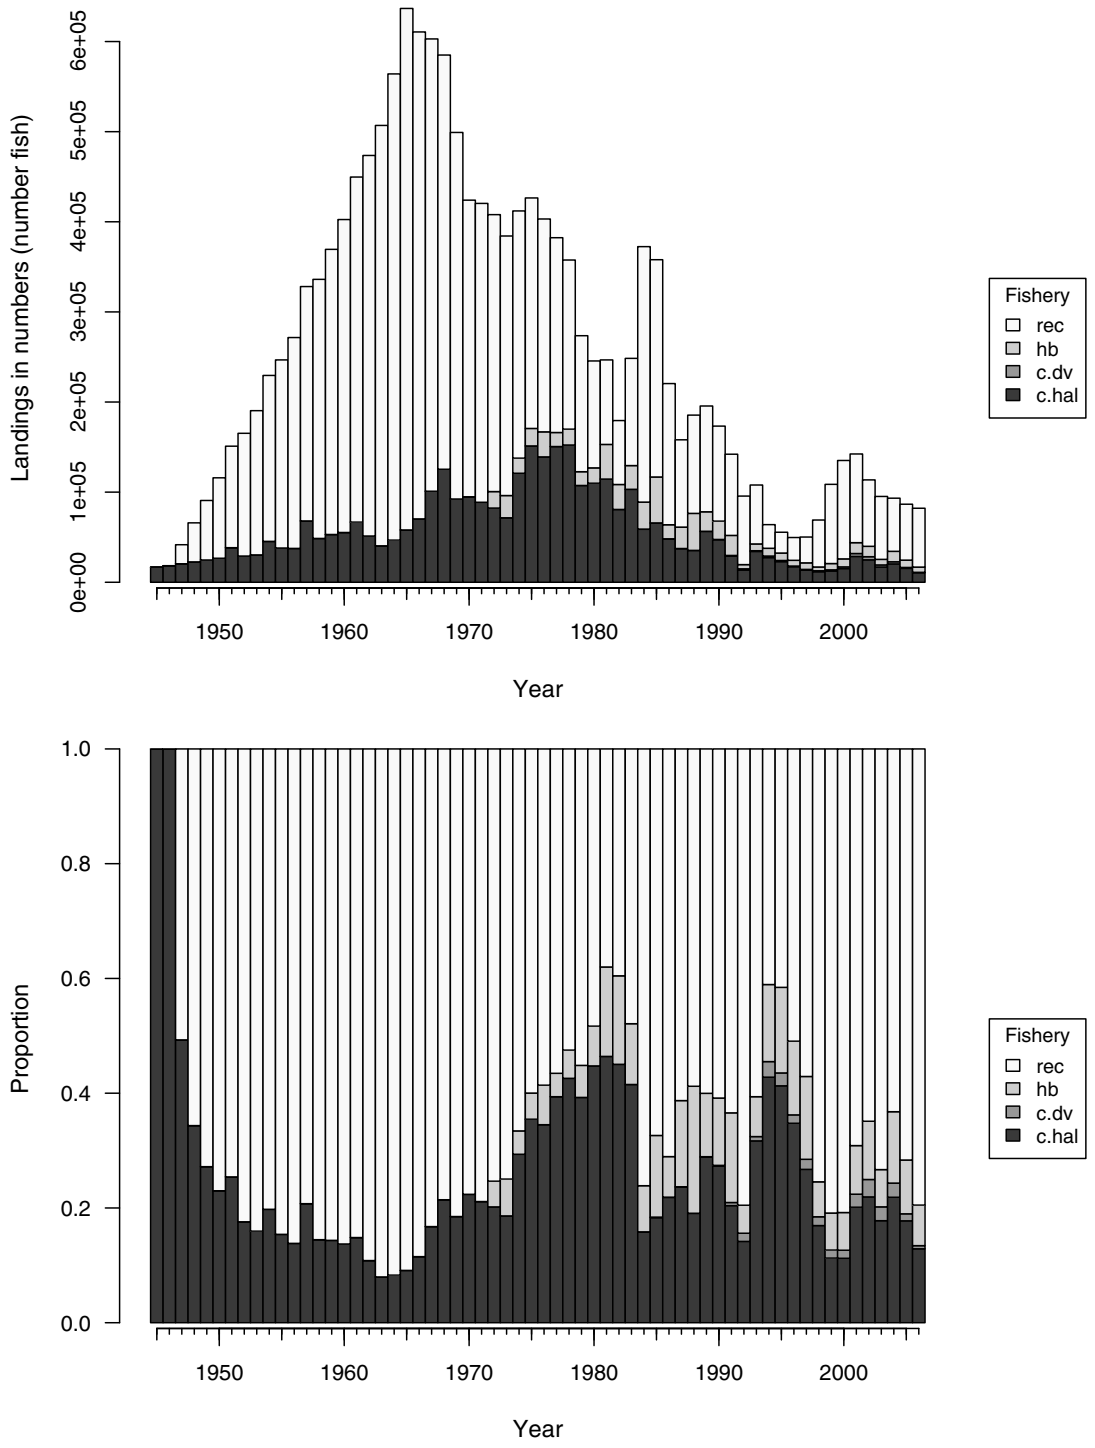 Landings in numbers (number fish)
6e+05
5e+05
4e+05
3e+05
2e+05
1e+05
0e+00
1950 1960 1970 1980 1990 2000
Year
Fishery
rec
hb
c.dv
c.hal
Proportion
1.0
0.8
0.6
0.4
0.2
0.0
1950 1960 1970 1980 1990 2000
Year
Fishery
rec
hb
c.dv
c.hal